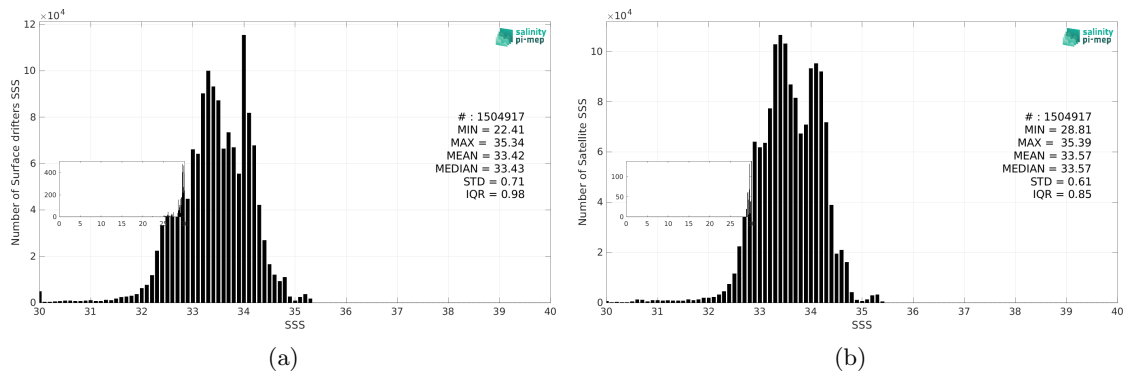 ×10⁴
12
10
8
6
4
2
0
Number of Surface drifters SSS
30 31 32 33 34 35 36 37 38 39 40
SSS
400
200
0
0 5 10 15 20 25
salinity
pi-mep
# : 1504917
MIN = 22.41
MAX = 35.34
MEAN = 33.42
MEDIAN = 33.43
STD = 0.71
IQR = 0.98
(a)
×10⁴
10
8
6
4
2
0
Number of Satellite SSS
30 31 32 33 34 35 36 37 38 39 40
SSS
100
50
0
0 5 10 15 20 25
salinity
pi-mep
# : 1504917
MIN = 28.81
MAX = 35.39
MEAN = 33.57
MEDIAN = 33.57
STD = 0.61
IQR = 0.85
(b)